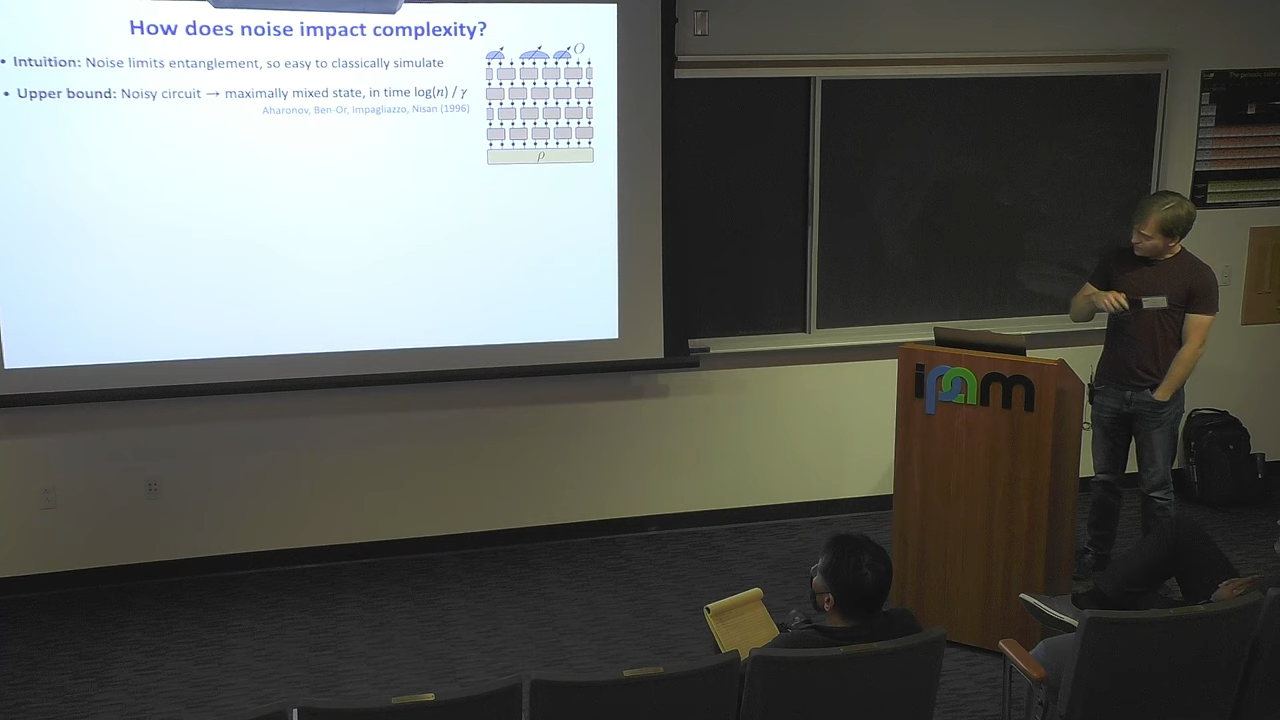 How does noise impact complexity?
• Intuition: Noise limits entanglement, so easy to classically simulate
• Upper bound: Noisy circuit → maximally mixed state, in time log(n) / γ
Aharonov, Ben-Or, Impagliazzo, Nisan (1996)
O
ρ
ipam